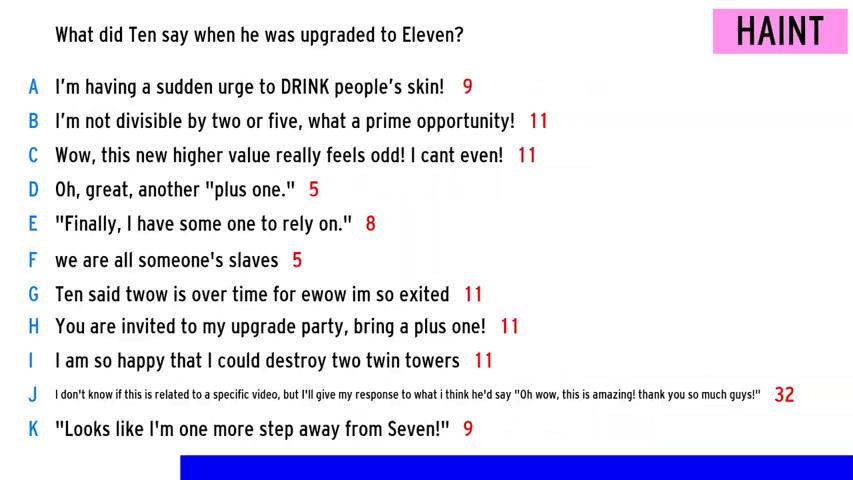 What did Ten say when he was upgraded to Eleven?
HAINT
A I'm having a sudden urge to DRINK people's skin! 9
B I'm not divisible by two or five, what a prime opportunity! 11
C Wow, this new higher value really feels odd! I cant even! 11
D Oh, great, another "plus one." 5
E "Finally, I have some one to rely on." 8
F we are all someone's slaves 5
G Ten said twow is over time for ewow im so exited 11
H You are invited to my upgrade party, bring a plus one! 11
I I am so happy that I could destroy two twin towers 11
J I don't know if this is related to a specific video, but I'll give my response to what i think he'd say "Oh wow, this is amazing! thank you so much guys!" 32
K "Looks like I'm one more step away from Seven!" 9